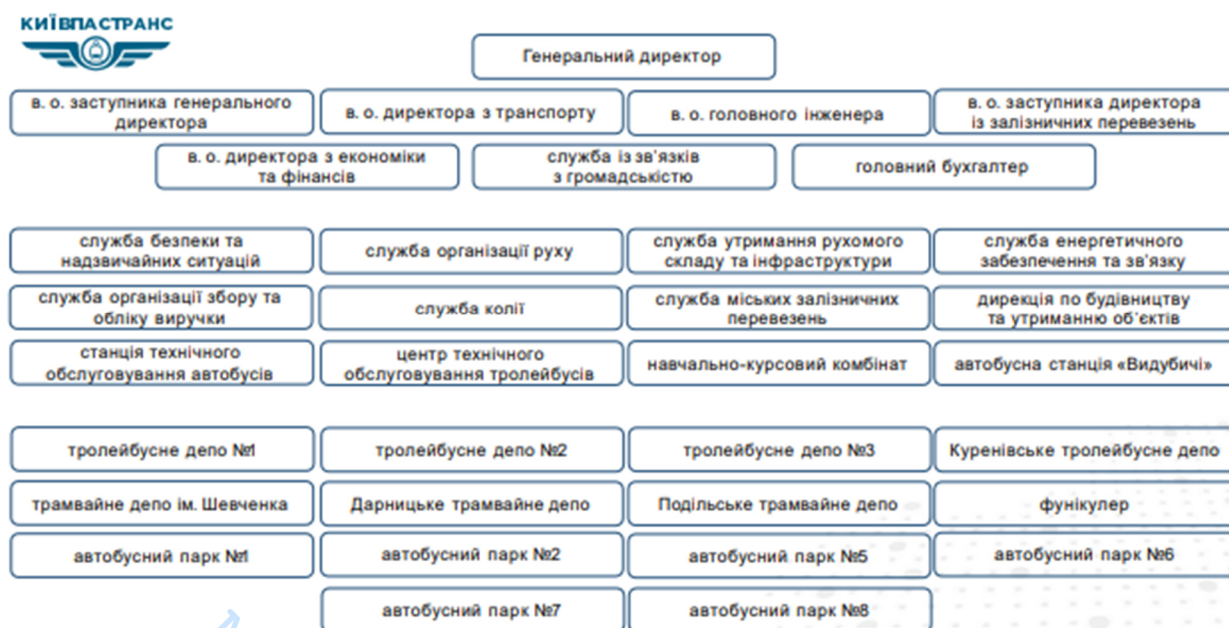 КИЇВПАСТРАНС
Генеральний директор
в. о. заступника генерального
директора
в. о. директора з транспорту
в. о. головного інженера
в. о. заступника директора
із залізничних перевезень
в. о. директора з економіки
та фінансів
служба із зв'язків
з громадськістю
головний бухгалтер
служба безпеки та
надзвичайних ситуацій
служба організації руху
служба утримання рухомого
складу та інфраструктури
служба енергетичного
забезпечення та зв'язку
служба організації збору та
обліку виручки
служба колії
служба міських залізничних
перевезень
дирекція по будівництву
та утриманню об'єктів
станція технічного
обслуговування автобусів
центр технічного
обслуговування тролейбусів
навчально-курсовий комбінат
автобусна станція «Видубичі»
тролейбусне депо №1
тролейбусне депо №2
тролейбусне депо №3
Куренівське тролейбусне депо
трамвайне депо ім. Шевченка
Дарницьке трамвайне депо
Подільське трамвайне депо
фунікулер
автобусний парк №1
автобусний парк №2
автобусний парк №5
автобусний парк №6
автобусний парк №7
автобусний парк №8